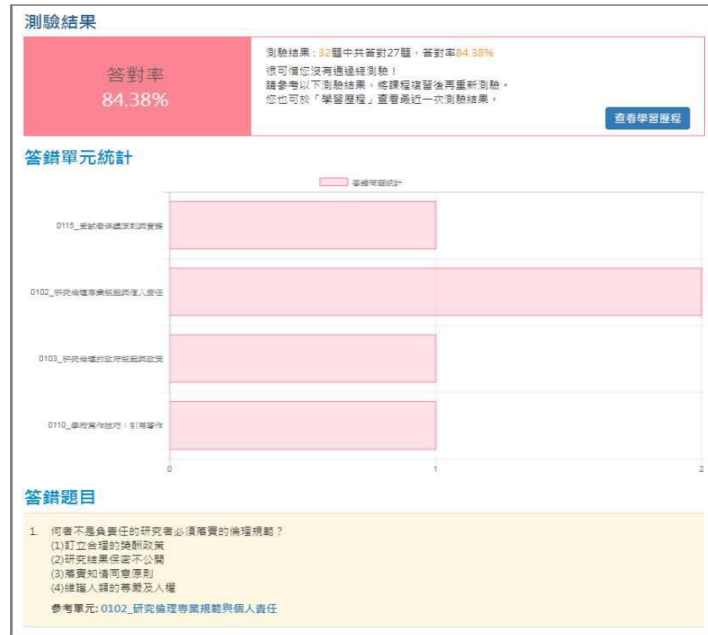 測驗結果
答對率
84.38%
測驗結果：32題中共答對27題，答對率84.38%
很可惜您沒有通過總測驗！
請參考以下測驗結果，將課程複習後再重新測驗。
您也可於「學習歷程」查看最近一次測驗結果。
查看學習歷程
答錯單元統計
答錯問題統計
0115_受試者保護原則與實務
0102_研究倫理專業規範與個人責任
0103_研究倫理的政府規範與政策
0110_學術寫作技巧：引用著作
0
1
2
答錯題目
1. 何者不是負責任的研究者必須落實的倫理規範？
(1)訂立合理的獎酬政策
(2)研究結果保密不公開
(3)落實知情同意原則
(4)維護人類的尊嚴及人權
參考單元: 0102_研究倫理專業規範與個人責任